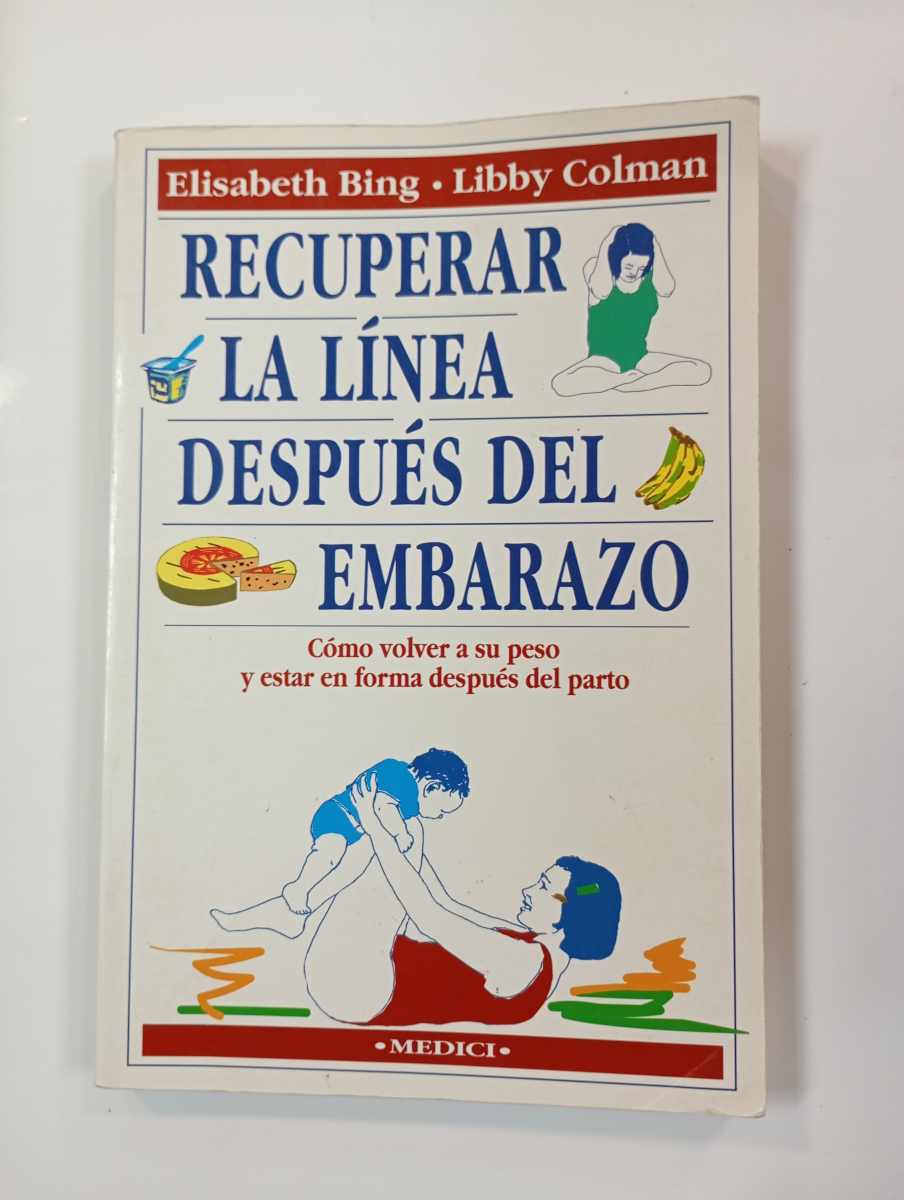 Elisabeth Bing • Libby Colman
RECUPERAR
LA LÍNEA
DESPUÉS DEL
EMBARAZO
Cómo volver a su peso
y estar en forma después del parto
• MEDICI •